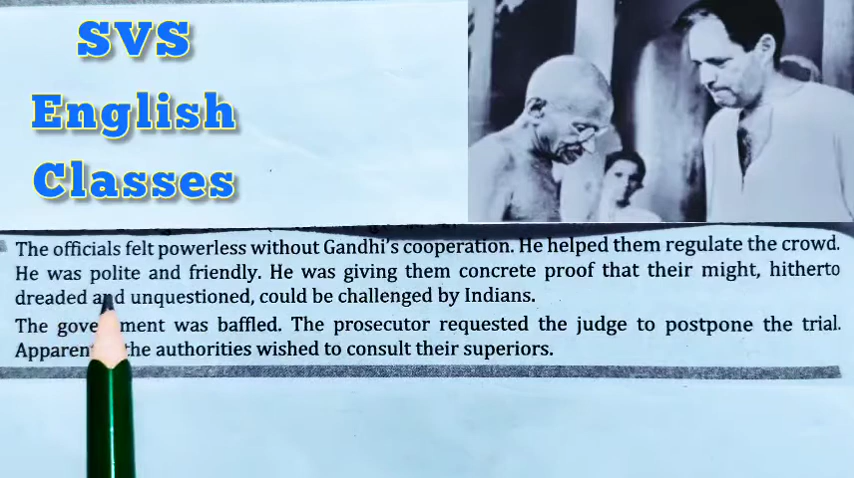 SVS
English
Classes
The officials felt powerless without Gandhi's cooperation. He helped them regulate the crowd.
He was polite and friendly. He was giving them concrete proof that their might, hitherto
dreaded and unquestioned, could be challenged by Indians.
The government was baffled. The prosecutor requested the judge to postpone the trial.
the authorities wished to consult their superiors.